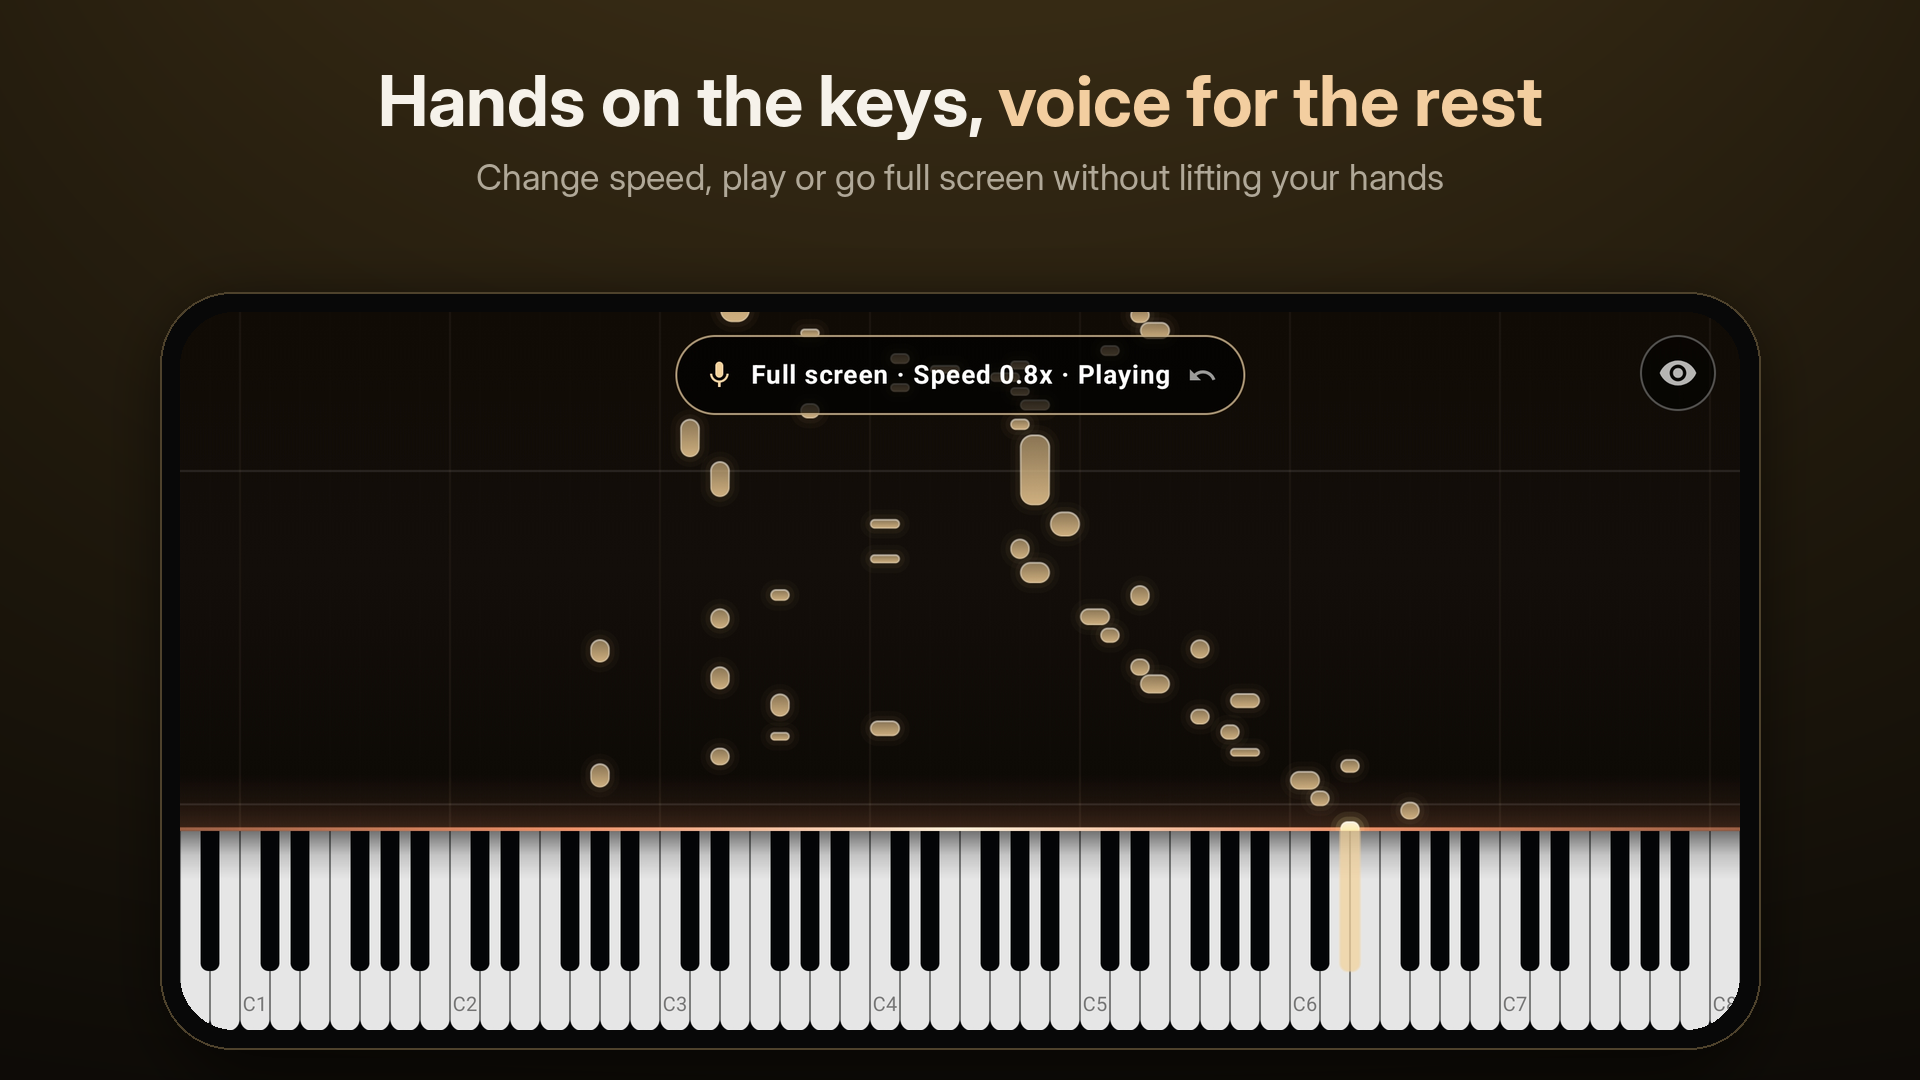 Hands on the keys, voice for the rest
Change speed, play or go full screen without lifting your hands
Full screen · Speed 0.8x · Playing
C1 C2 C3 C4 C5 C6 C7 C8